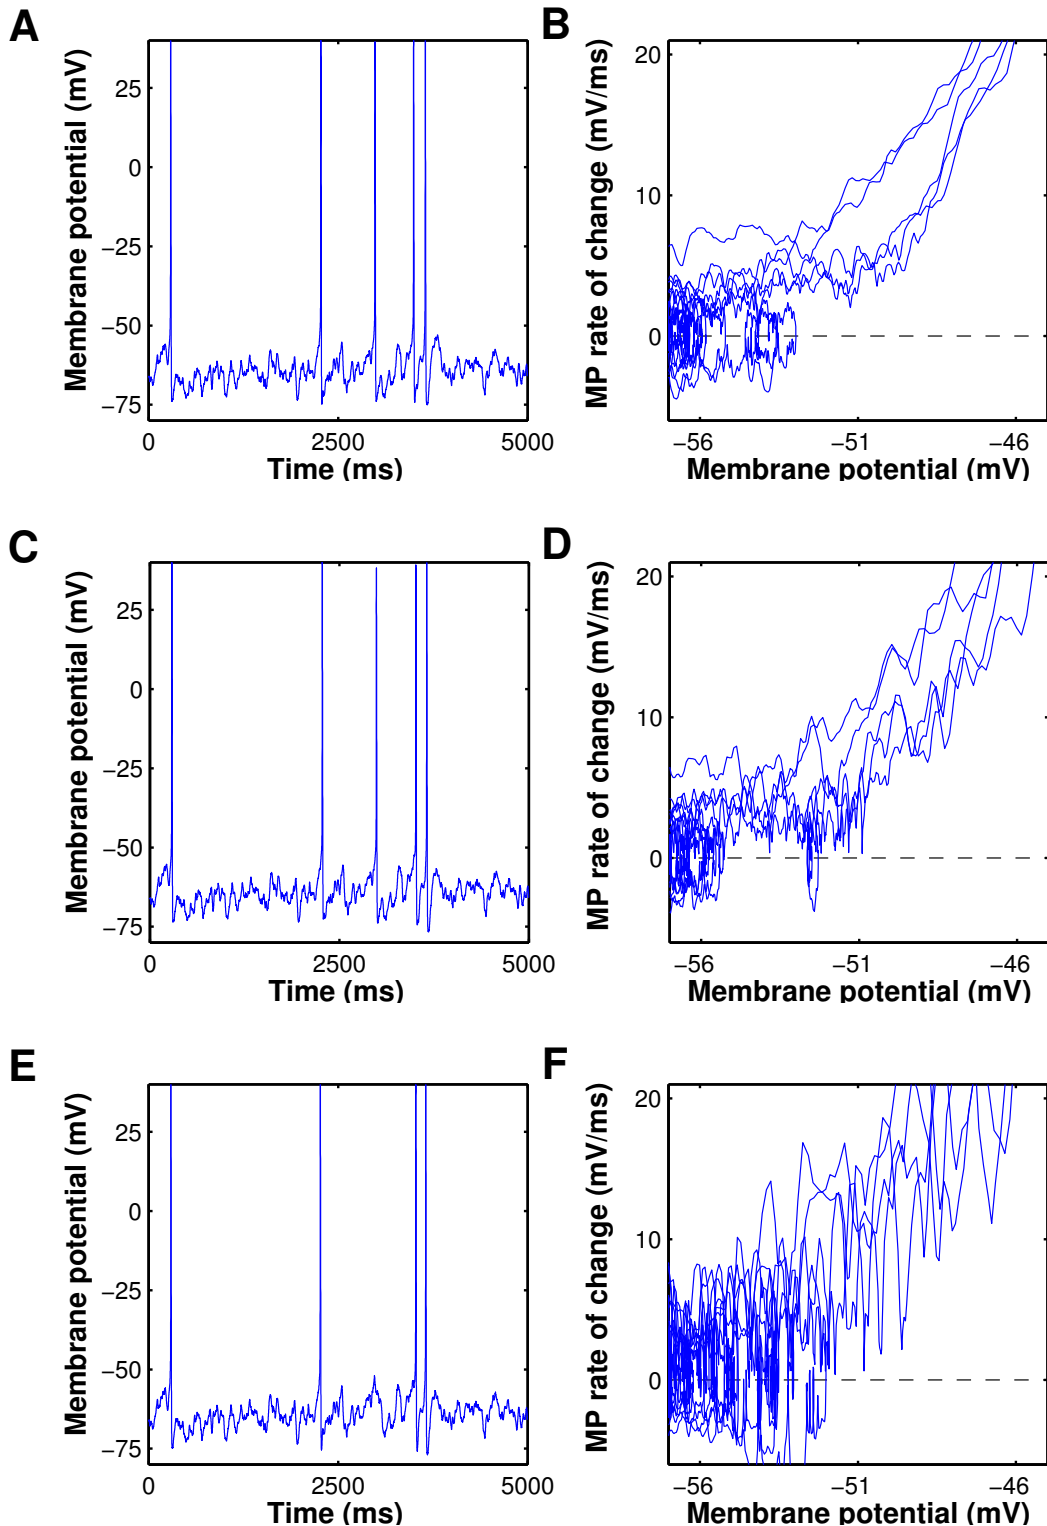 A
Membrane potential (mV)
25
0
−25
−50
−75
0
2500
5000
Time (ms)
B
MP rate of change (mV/ms)
20
10
0
−56
−51
−46
Membrane potential (mV)
C
Membrane potential (mV)
25
0
−25
−50
−75
0
2500
5000
Time (ms)
D
MP rate of change (mV/ms)
20
10
0
−56
−51
−46
Membrane potential (mV)
E
Membrane potential (mV)
25
0
−25
−50
−75
0
2500
5000
Time (ms)
F
MP rate of change (mV/ms)
20
10
0
−56
−51
−46
Membrane potential (mV)